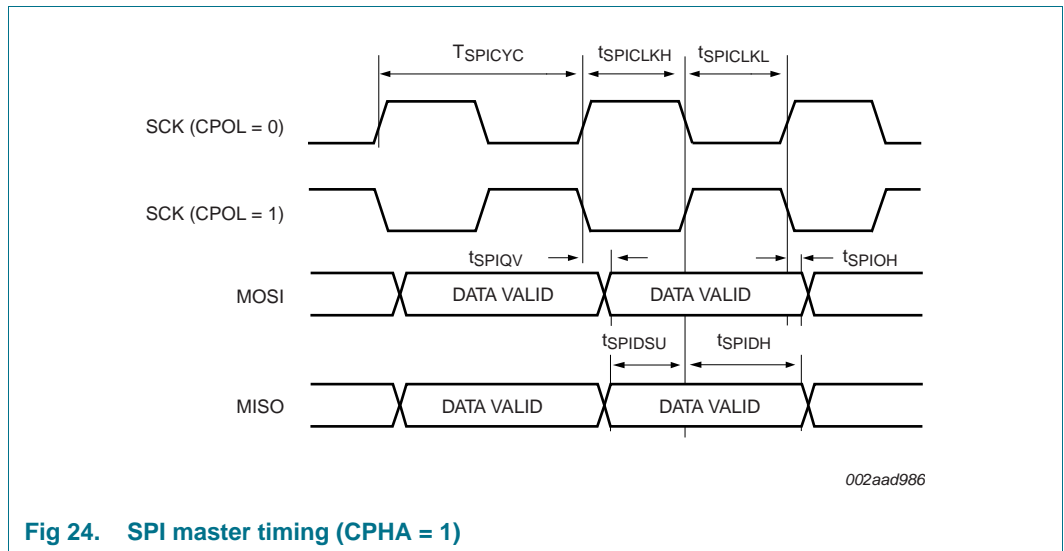 TSPICYC tSPICLKH tSPICLKL
SCK (CPOL = 0)
SCK (CPOL = 1)
tSPIQV tSPIOH
MOSI DATA VALID DATA VALID
tSPIDSU tSPIDH
MISO DATA VALID DATA VALID
002aad986
Fig 24. SPI master timing (CPHA = 1)